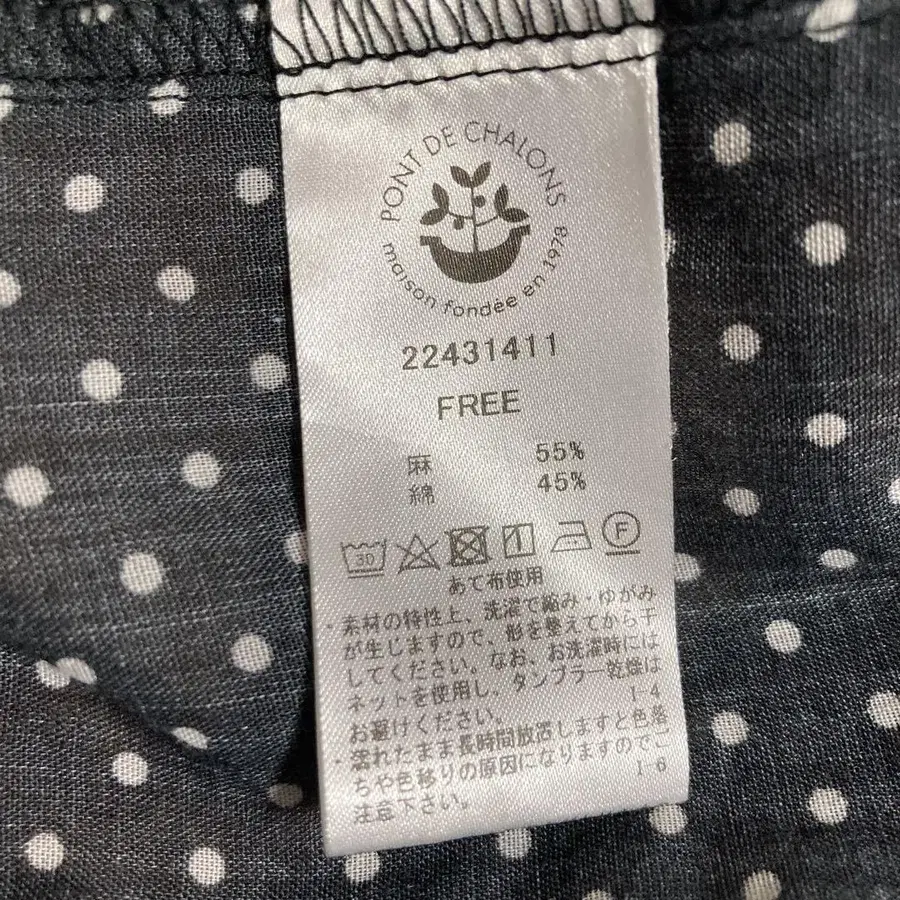 PONT DE CHALONS
maison fondée en 1978
22431411
FREE
麻 55%
綿 45%
30 F
あて布使用
・素材の特性上、洗濯で縮み・ゆがみ
が生じますので、形を整えてから干
してください。なお、お洗濯時には
ネットを使用し、タンブラー乾燥は
お避けください。 I-4
・濡れたまま長時間放置しますと色落
ちや色移りの原因になりますのでご
注意下さい。 I-6